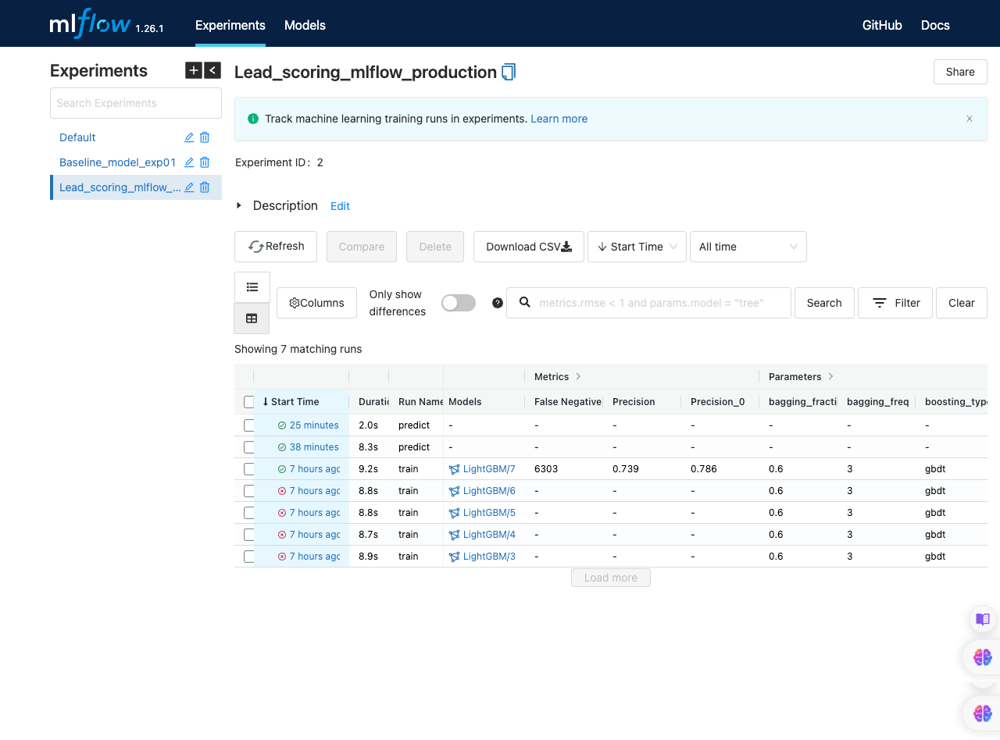 mlflow 1.26.1 Experiments Models GitHub Docs
Experiments
Search Experiments
Default
Baseline_model_exp01
Lead_scoring_mlflow_...
Lead_scoring_mlflow_production Share
Track machine learning training runs in experiments. Learn more
Experiment ID: 2
Description Edit
Refresh Compare Delete Download CSV Start Time All time
Columns Only show differences metrics.rmse < 1 and params.model = "tree" Search Filter Clear
Showing 7 matching runs
Metrics Parameters
Start Time Duratic Run Name Models False Negative Precision Precision_0 bagging_fracti bagging_freq boosting_type
25 minutes 2.0s predict - - - - - - -
38 minutes 8.3s predict - - - - - - -
7 hours ago 9.2s train LightGBM/7 6303 0.739 0.786 0.6 3 gbdt
7 hours ago 8.8s train LightGBM/6 - - - 0.6 3 gbdt
7 hours ago 8.8s train LightGBM/5 - - - 0.6 3 gbdt
7 hours ago 8.7s train LightGBM/4 - - - 0.6 3 gbdt
7 hours ago 8.9s train LightGBM/3 - - - 0.6 3 gbdt
Load more